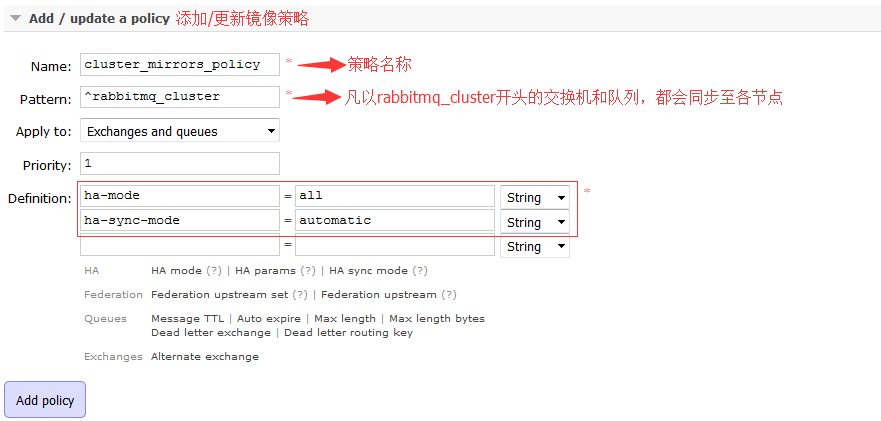 Add / update a policy 添加/更新镜像策略
Name: cluster_mirrors_policy * 策略名称
Pattern: ^rabbitmq_cluster * 凡以rabbitmq_cluster开头的交换机和队列，都会同步至各节点
Apply to: Exchanges and queues
Priority: 1
Definition: ha-mode = all String *
ha-sync-mode = automatic String
= String
HA HA mode (?) | HA params (?) | HA sync mode (?)
Federation Federation upstream set (?) | Federation upstream (?)
Queues Message TTL | Auto expire | Max length | Max length bytes
Dead letter exchange | Dead letter routing key
Exchanges Alternate exchange
Add policy